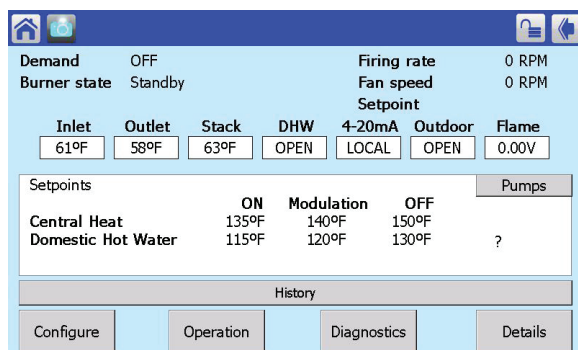 Demand OFF Firing rate 0 RPM
Burner state Standby Fan speed 0 RPM
Setpoint
Inlet Outlet Stack DHW 4-20mA Outdoor Flame
61ºF 58ºF 63ºF OPEN LOCAL OPEN 0.00V
Setpoints Pumps
ON Modulation OFF
Central Heat 135ºF 140ºF 150ºF
Domestic Hot Water 115ºF 120ºF 130ºF ?
History
Configure Operation Diagnostics Details